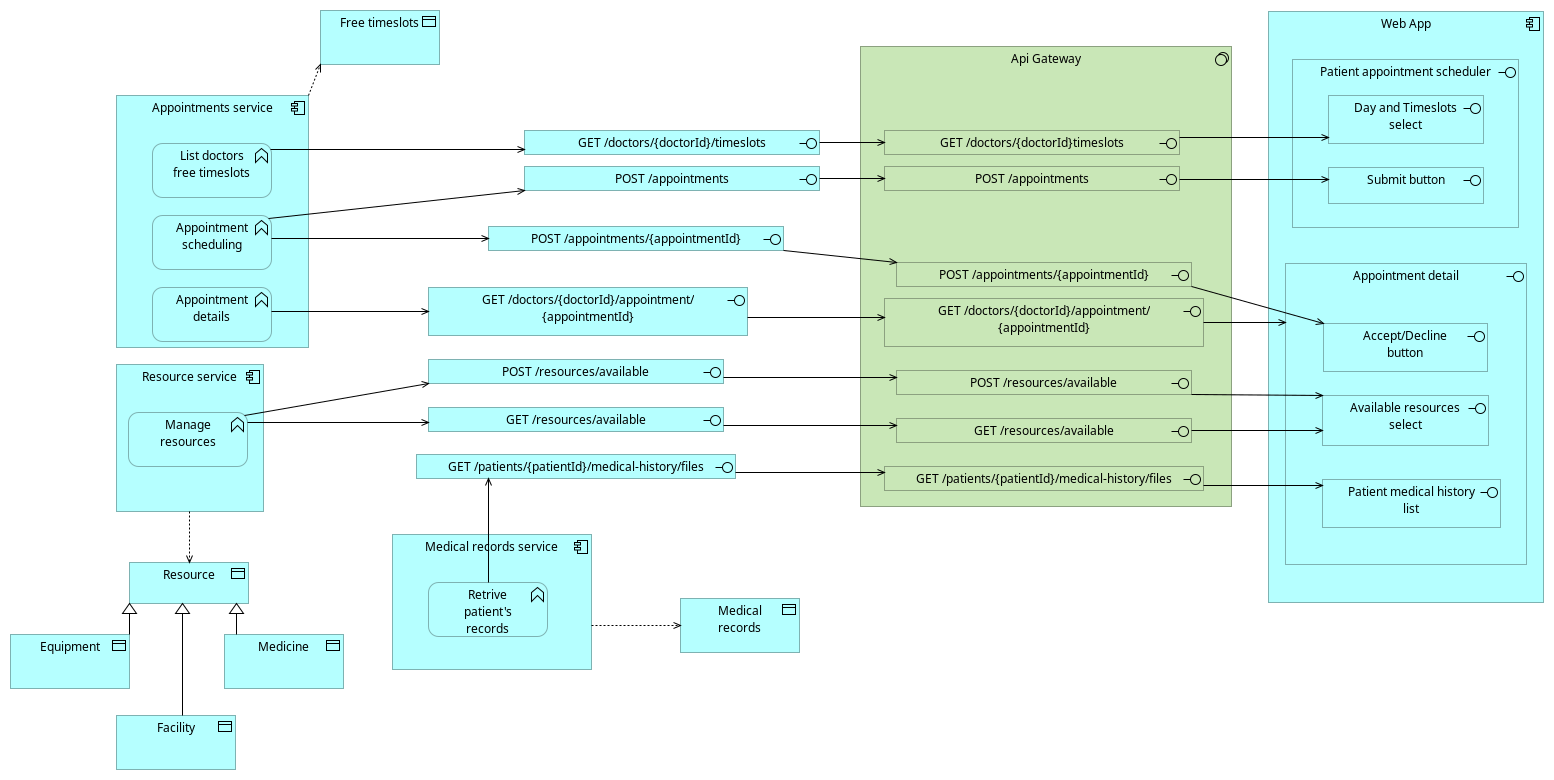 Free timeslots
Web App
Api Gateway
Patient appointment scheduler
Appointments service
Day and Timeslots
select
List doctors
free timeslots
GET /doctors/{doctorId}/timeslots
GET /doctors/{doctorId}timeslots
POST /appointments
POST /appointments
Submit button
Appointment
scheduling
POST /appointments/{appointmentId}
POST /appointments/{appointmentId}
Appointment detail
Appointment
details
GET /doctors/{doctorId}/appointment/
{appointmentId}
GET /doctors/{doctorId}/appointment/
{appointmentId}
Accept/Decline
button
Resource service
POST /resources/available
POST /resources/available
Available resources
select
Manage
resources
GET /resources/available
GET /resources/available
GET /patients/{patientId}/medical-history/files
GET /patients/{patientId}/medical-history/files
Patient medical history
list
Medical records service
Resource
Retrive
patient's
records
Medical
records
Equipment
Medicine
Facility